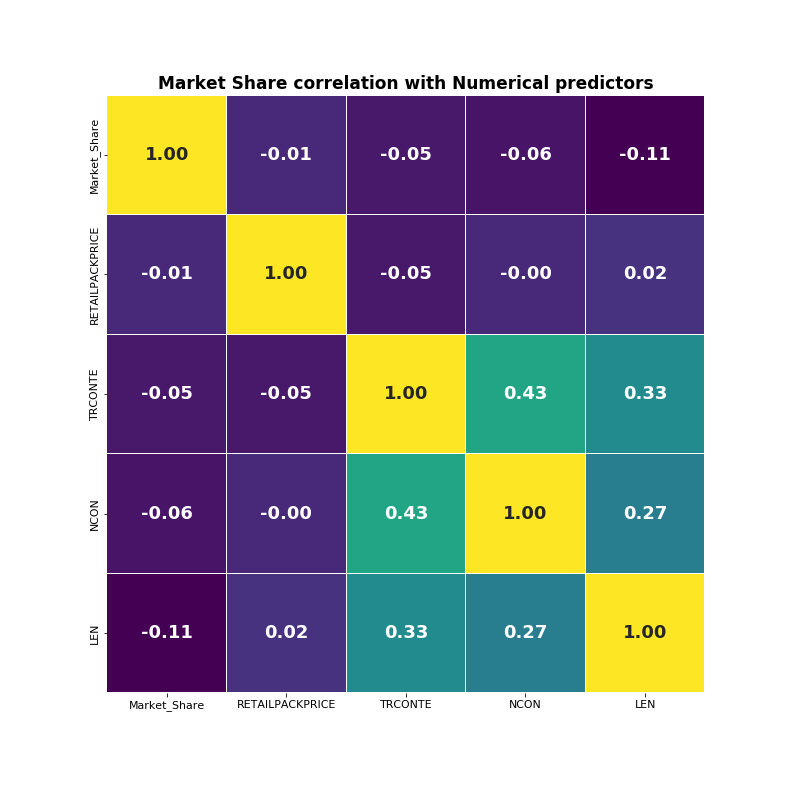 Market Share correlation with Numerical predictors
Market_Share
1.00 -0.01 -0.05 -0.06 -0.11
RETAILPACKPRICE
-0.01 1.00 -0.05 -0.00 0.02
TRCONTE
-0.05 -0.05 1.00 0.43 0.33
NCON
-0.06 -0.00 0.43 1.00 0.27
LEN
-0.11 0.02 0.33 0.27 1.00
Market_Share RETAILPACKPRICE TRCONTE NCON LEN